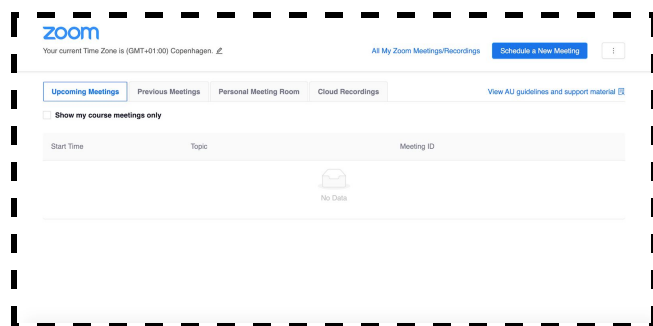 zoom
Your current Time Zone is (GMT+01:00) Copenhagen.
All My Zoom Meetings/Recordings
Schedule a New Meeting
Upcoming Meetings
Previous Meetings
Personal Meeting Room
Cloud Recordings
View AU guidelines and support material
Show my course meetings only
Start Time
Topic
Meeting ID
No Data